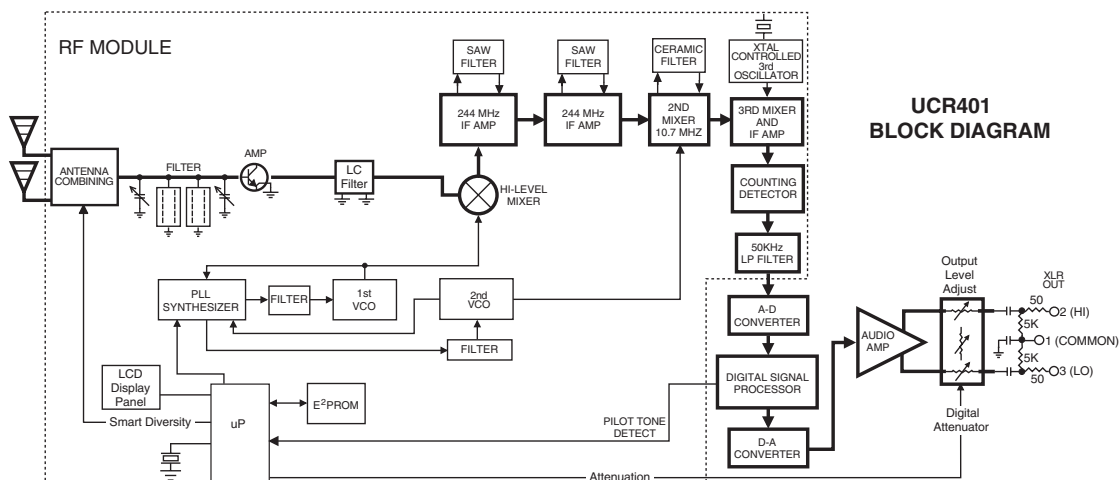 RF MODULE
SAW
FILTER
SAW
FILTER
CERAMIC
FILTER
XTAL
CONTROLLED
3rd
OSCILLATOR
244 MHz
IF AMP
244 MHz
IF AMP
2ND
MIXER
10.7 MHZ
3RD MIXER
AND
IF AMP
UCR401
BLOCK DIAGRAM
ANTENNA
COMBINING
FILTER
AMP
LC
Filter
HI-LEVEL
MIXER
COUNTING
DETECTOR
50KHz
LP FILTER
PLL
SYNTHESIZER
FILTER
1st
VCO
2nd
VCO
FILTER
A-D
CONVERTER
Output
Level
Adjust
XLR
OUT
AUDIO
AMP
50
2 (HI)
5K
1 (COMMON)
5K
50
3 (LO)
LCD
Display
Panel
DIGITAL SIGNAL
PROCESSOR
Smart Diversity
uP
E2PROM
PILOT TONE
DETECT
D-A
CONVERTER
Digital
Attenuator
Attenuation